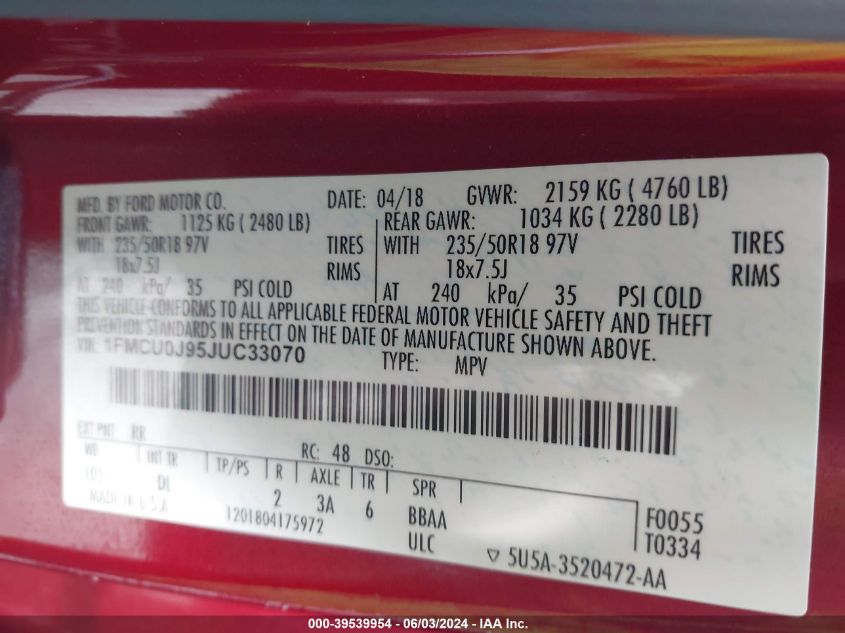 MFD. BY FORD MOTOR CO. DATE: 04/18 GVWR: 2159 KG ( 4760 LB)
FRONT GAWR: 1125 KG ( 2480 LB) REAR GAWR: 1034 KG ( 2280 LB)
WITH 235/50R18 97V TIRES WITH 235/50R18 97V TIRES
18x7.5J RIMS 18x7.5J RIMS
AT 240 kPa/ 35 PSI COLD AT 240 kPa/ 35 PSI COLD
THIS VEHICLE CONFORMS TO ALL APPLICABLE FEDERAL MOTOR VEHICLE SAFETY AND THEFT
PREVENTION STANDARDS IN EFFECT ON THE DATE OF MANUFACTURE SHOWN ABOVE.
VIN: 1FMCU0J95JUC33070 TYPE: MPV
EXT PNT: RR RC: 48 DSO:
WB INT TR TP/PS R AXLE TR SPR
105 DL 2 3A 6 BBAA F0055
MADE IN U.S.A 1201804175972 ULC T0334
▽ 5U5A-3520472-AA
000-39539954 - 06/03/2024 - IAA Inc.